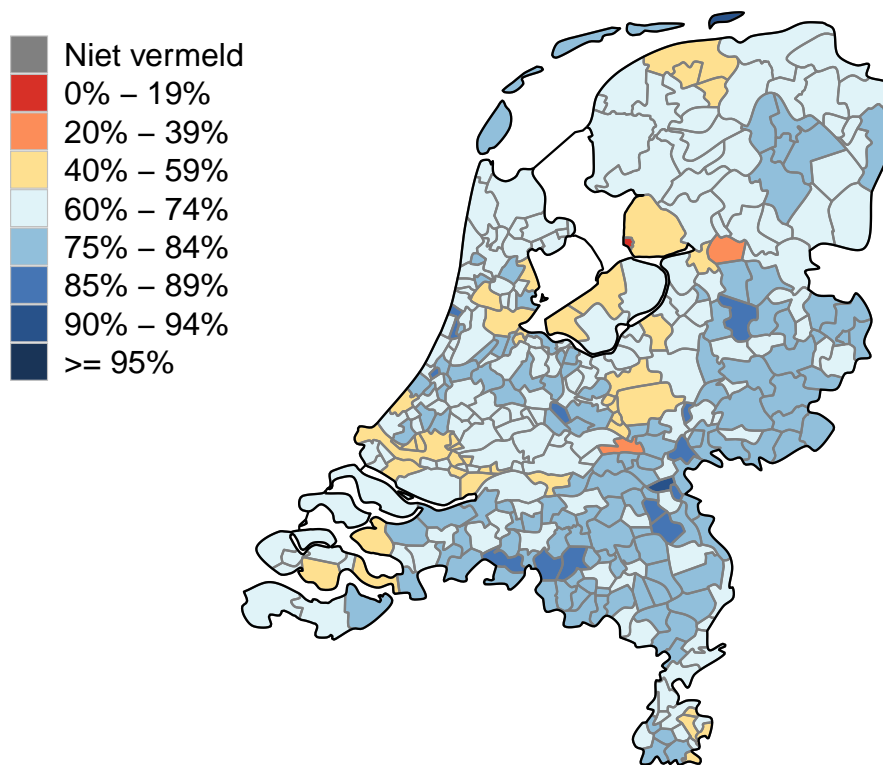 Niet vermeld
0% – 19%
20% – 39%
40% – 59%
60% – 74%
75% – 84%
85% – 89%
90% – 94%
>= 95%